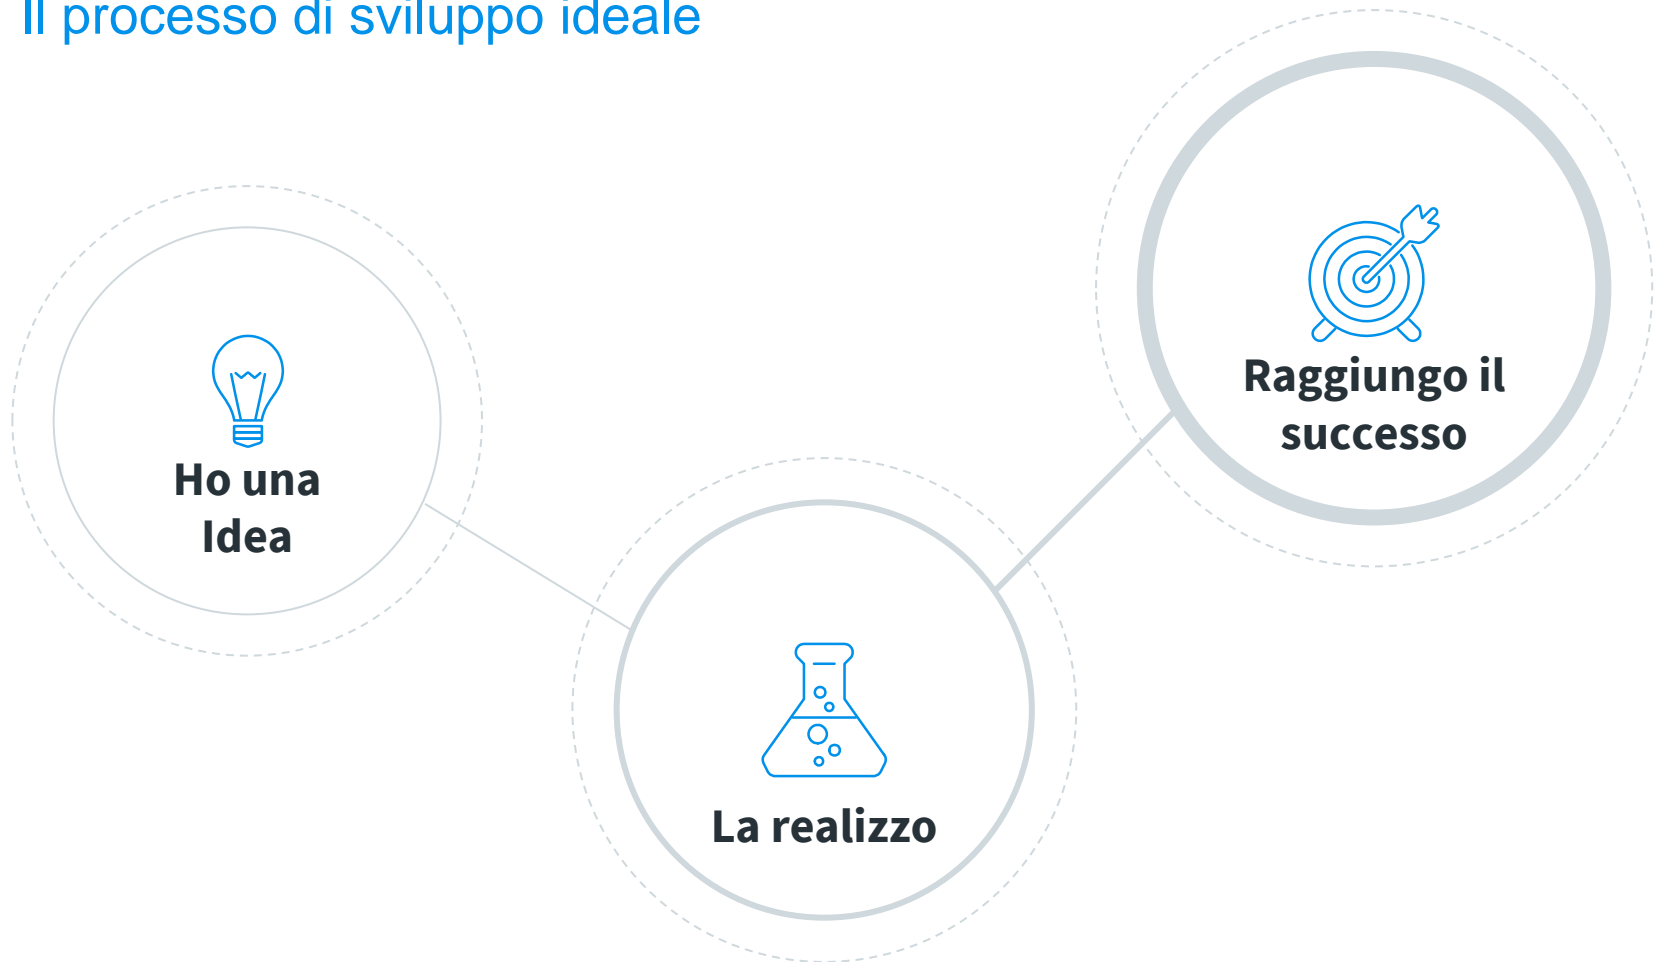 Il processo di sviluppo ideale
Ho una
Idea
La realizzo
Raggiungo il
successo